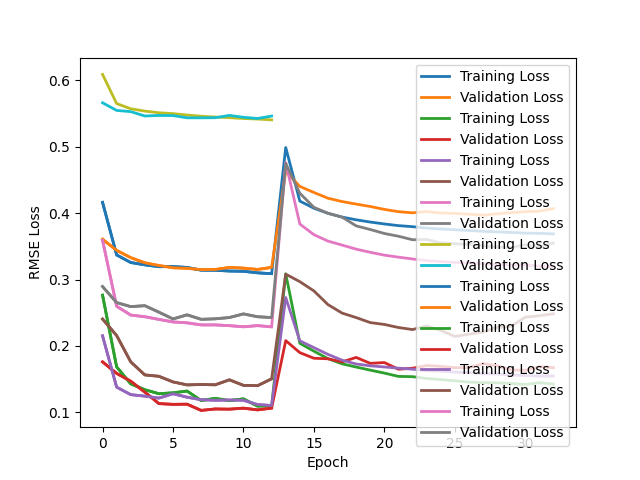 0.6
0.5
0.4
0.3
0.2
0.1
RMSE Loss
0
5
10
15
20
25
30
Epoch
Training Loss
Validation Loss
Training Loss
Validation Loss
Training Loss
Validation Loss
Training Loss
Validation Loss
Training Loss
Validation Loss
Training Loss
Validation Loss
Training Loss
Validation Loss
Training Loss
Validation Loss
Training Loss
Validation Loss